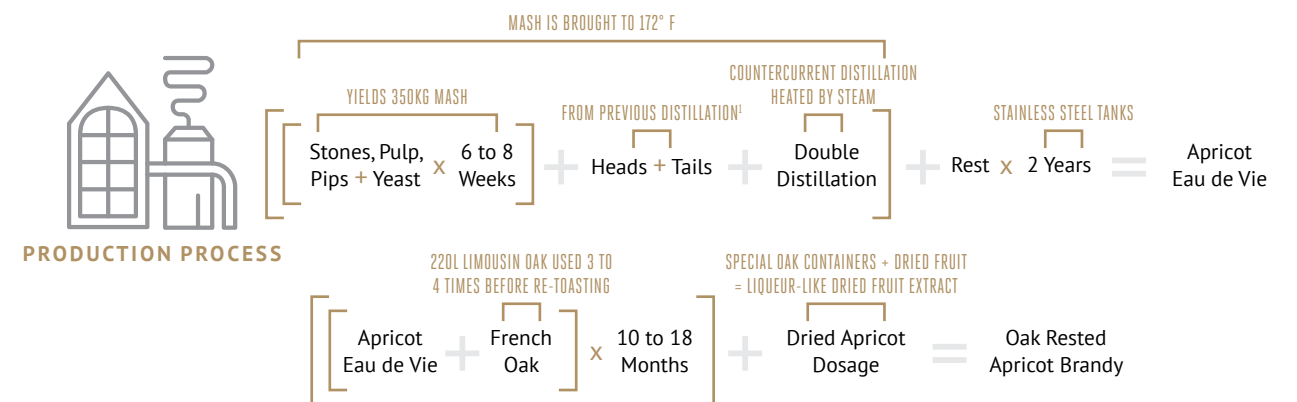 MASH IS BROUGHT TO 172° F
COUNTERCURRENT DISTILLATION
HEATED BY STEAM
YIELDS 350KG MASH
FROM PREVIOUS DISTILLATION¹
STAINLESS STEEL TANKS
Stones, Pulp,
Pips + Yeast
x
6 to 8
Weeks
+
Heads + Tails
+
Double
Distillation
+
Rest x 2 Years
=
Apricot
Eau de Vie
PRODUCTION PROCESS
220L LIMOUSIN OAK USED 3 TO
4 TIMES BEFORE RE-TOASTING
SPECIAL OAK CONTAINERS + DRIED FRUIT
= LIQUEUR-LIKE DRIED FRUIT EXTRACT
Apricot
Eau de Vie
+
French
Oak
x
10 to 18
Months
+
Dried Apricot
Dosage
=
Oak Rested
Apricot Brandy